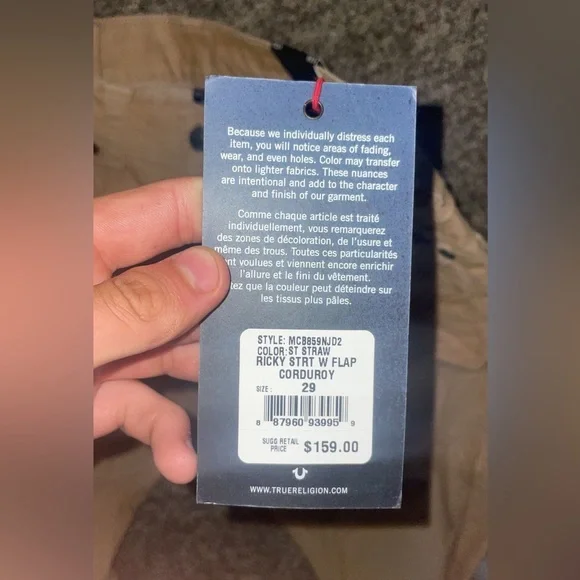 Because we individually distress each
item, you will notice areas of fading,
wear, and even holes. Color may transfer
onto lighter fabrics. These nuances
are intentional and add to the character
and finish of our garment.
Comme chaque article est traité
individuellement, vous remarquerez
des zones de décoloration, de l'usure et
même des trous. Toutes ces particularités
voulues et viennent encore enrichir
l'allure et le fini du vêtement.
que la couleur peut déteindre sur
les tissus plus pâles.
STYLE: MCB859NJD2
COLOR: ST STRAW
RICKY STRT W FLAP
CORDUROY
SIZE: 29
8 87960 93995 9
SUGG RETAIL
PRICE $159.00
WWW.TRUERELIGION.COM